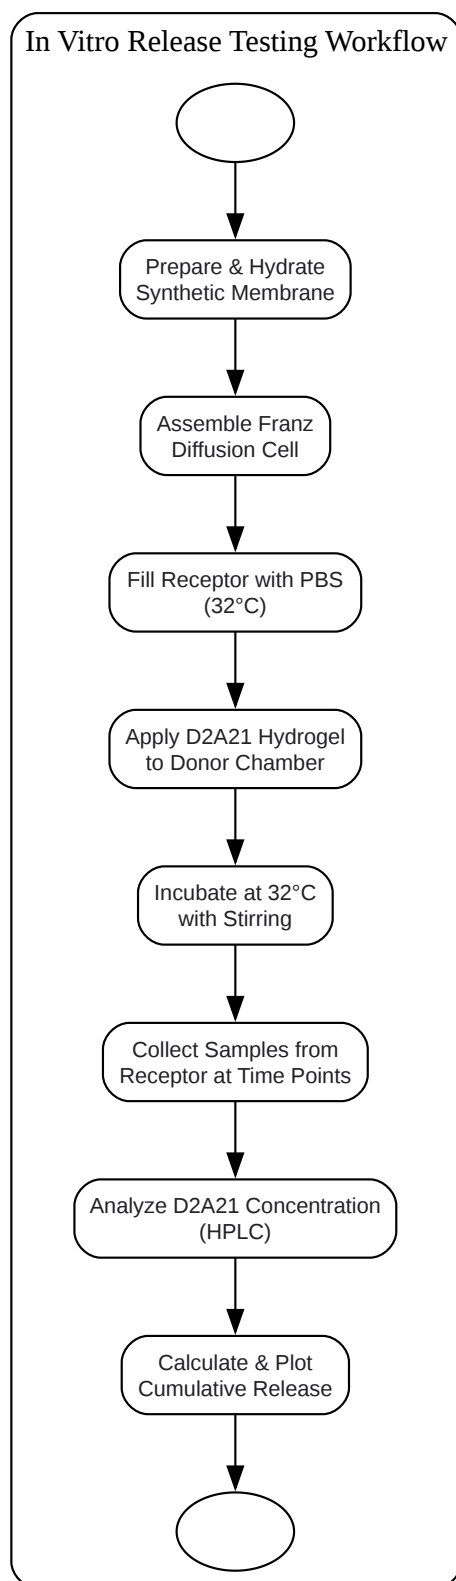 In Vitro Release Testing Workflow
Prepare & Hydrate
Synthetic Membrane
Assemble Franz
Diffusion Cell
Fill Receptor with PBS
(32°C)
Apply D2A21 Hydrogel
to Donor Chamber
Incubate at 32°C
with Stirring
Collect Samples from
Receptor at Time Points
Analyze D2A21 Concentration
(HPLC)
Calculate & Plot
Cumulative Release